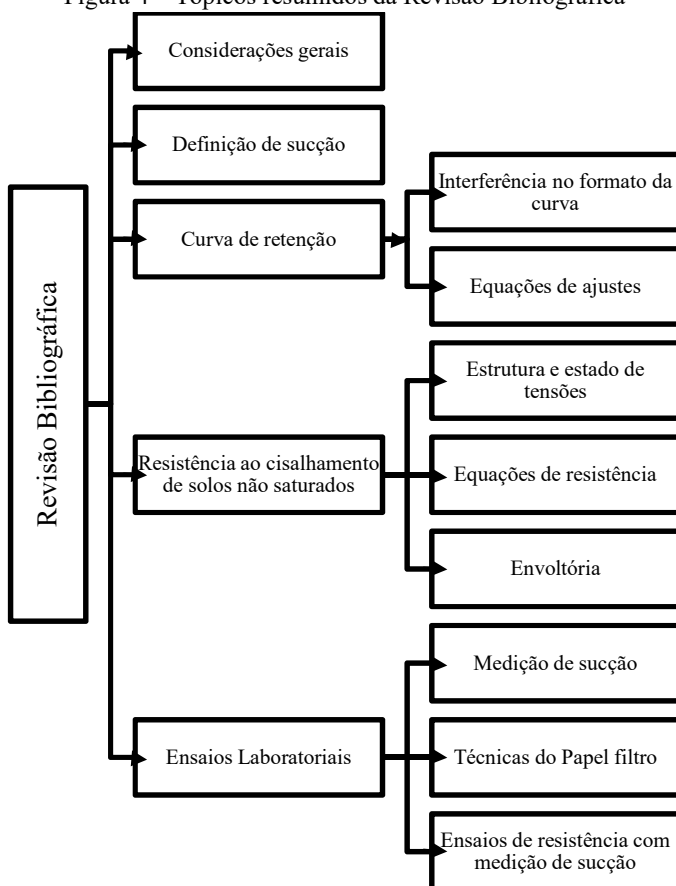 Figura 4 – Tópicos resumidos da Revisão Bibliográfica
Revisão Bibliográfica
Considerações gerais
Definição de sucção
Curva de retenção
Interferência no formato da
curva
Equações de ajustes
Resistência ao cisalhamento
de solos não saturados
Estrutura e estado de
tensões
Equações de resistência
Envoltória
Ensaios Laboratoriais
Medição de sucção
Técnicas do Papel filtro
Ensaios de resistência com
medição de sucção